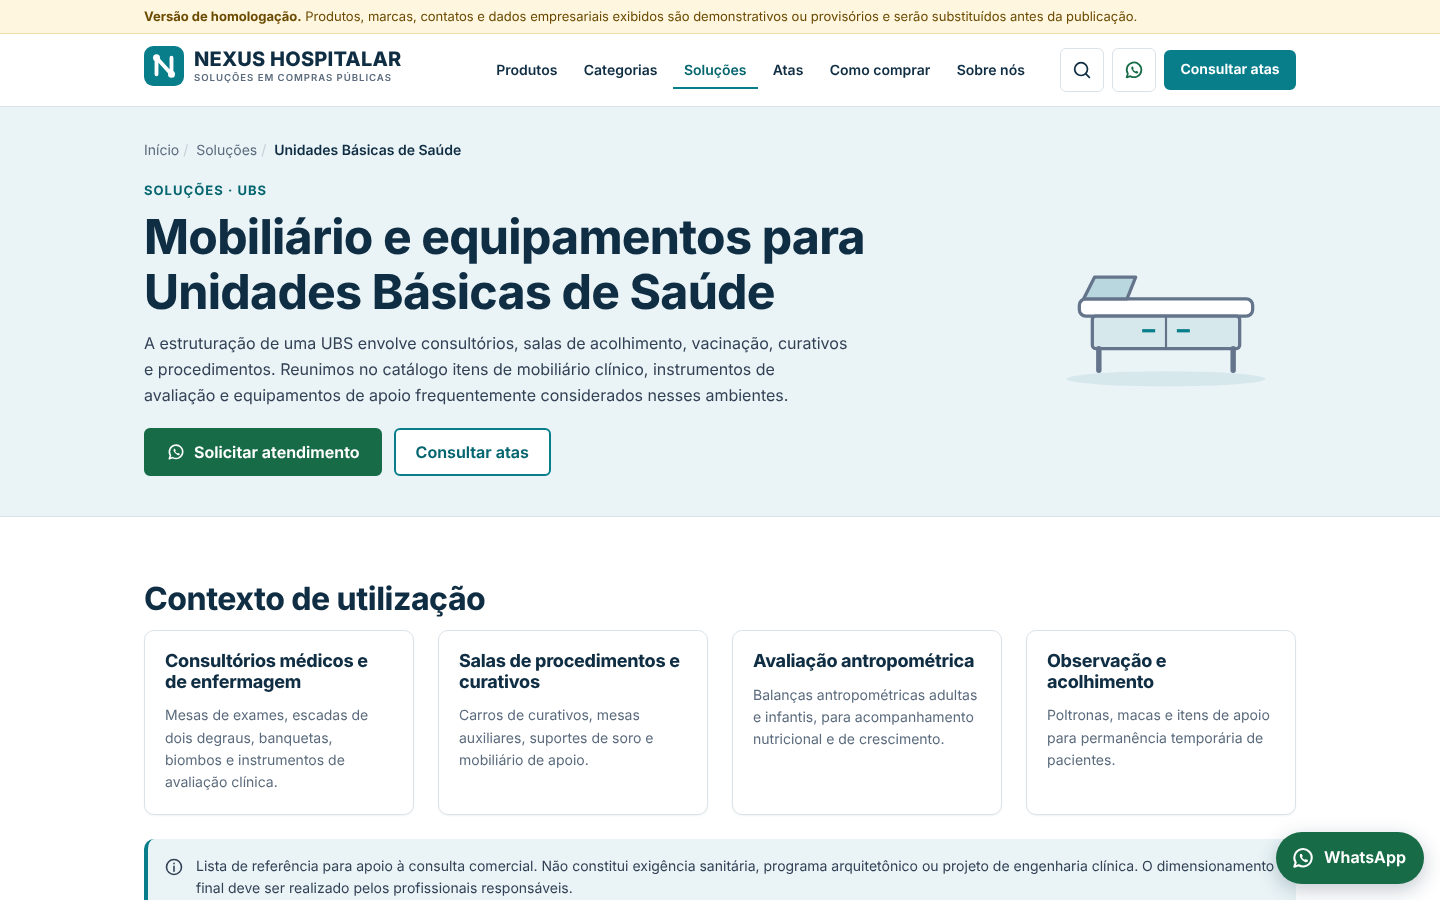 Versão de homologação. Produtos, marcas, contatos e dados empresariais exibidos são demonstrativos ou provisórios e serão substituídos antes da publicação.
NEXUS HOSPITALAR
SOLUÇÕES EM COMPRAS PÚBLICAS
Produtos Categorias Soluções Atas Como comprar Sobre nós Consultar atas
Início / Soluções / Unidades Básicas de Saúde
SOLUÇÕES · UBS
Mobiliário e equipamentos para
Unidades Básicas de Saúde
A estruturação de uma UBS envolve consultórios, salas de acolhimento, vacinação, curativos
e procedimentos. Reunimos no catálogo itens de mobiliário clínico, instrumentos de
avaliação e equipamentos de apoio frequentemente considerados nesses ambientes.
Solicitar atendimento Consultar atas
Contexto de utilização
Consultórios médicos e
de enfermagem
Mesas de exames, escadas de
dois degraus, banquetas,
biombos e instrumentos de
avaliação clínica.
Salas de procedimentos e
curativos
Carros de curativos, mesas
auxiliares, suportes de soro e
mobiliário de apoio.
Avaliação antropométrica
Balanças antropométricas adultas
e infantis, para acompanhamento
nutricional e de crescimento.
Observação e
acolhimento
Poltronas, macas e itens de apoio
para permanência temporária de
pacientes.
Lista de referência para apoio à consulta comercial. Não constitui exigência sanitária, programa arquitetônico ou projeto de engenharia clínica. O dimensionamento
final deve ser realizado pelos profissionais responsáveis.
WhatsApp